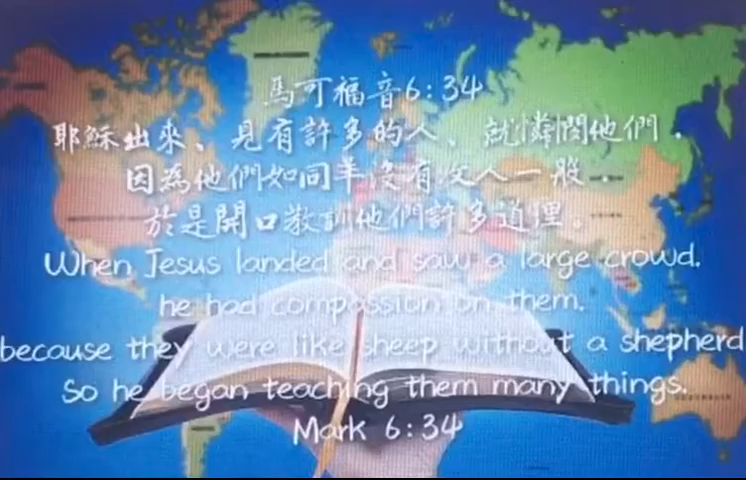 馬可福音6:34
耶穌出來、見有許多的人、就憐憫他們．
因為他們如同羊沒有牧人一般．
於是開口教訓他們許多道理。
When Jesus landed and saw a large crowd,
he had compassion on them,
because they were like sheep without a shepherd
So he began teaching them many things.
Mark 6:34